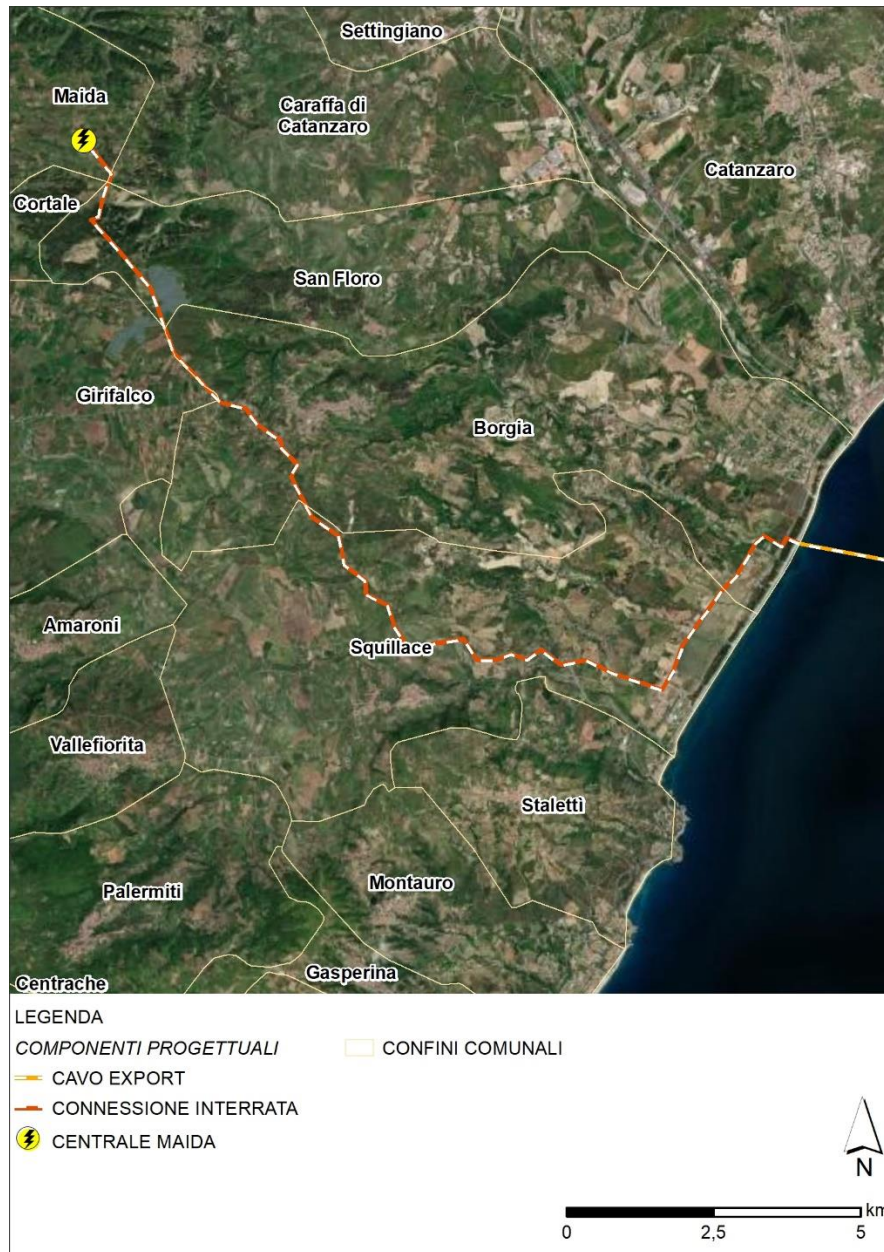 Settingiano
Maida
Caraffa di
Catanzaro
Catanzaro
Cortale
San Floro
Girifalco
Borgia
Amaroni
Squillace
Vallefiorita
Stalettì
Montauro
Palermiti
Gasperina
Centrache
LEGENDA
COMPONENTI PROGETTUALI
CONFINI COMUNALI
CAVO EXPORT
CONNESSIONE INTERRATA
CENTRALE MAIDA
N
km
0 2,5 5